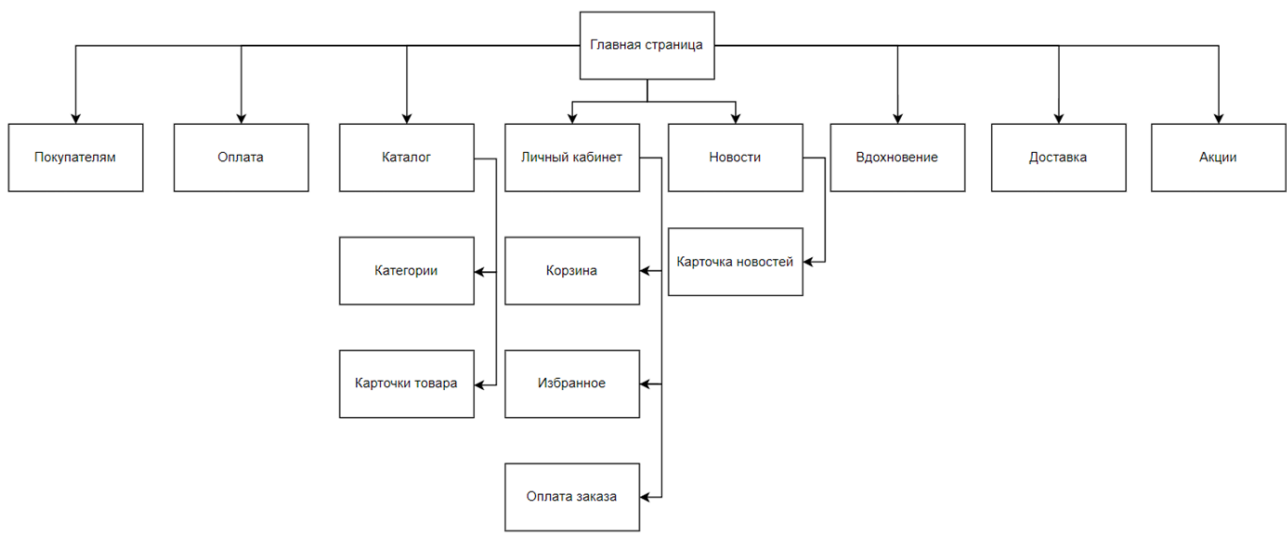 Главная страница
Покупателям
Оплата
Каталог
Личный кабинет
Новости
Вдохновение
Доставка
Акции
Категории
Корзина
Карточка новостей
Карточки товара
Избранное
Оплата заказа